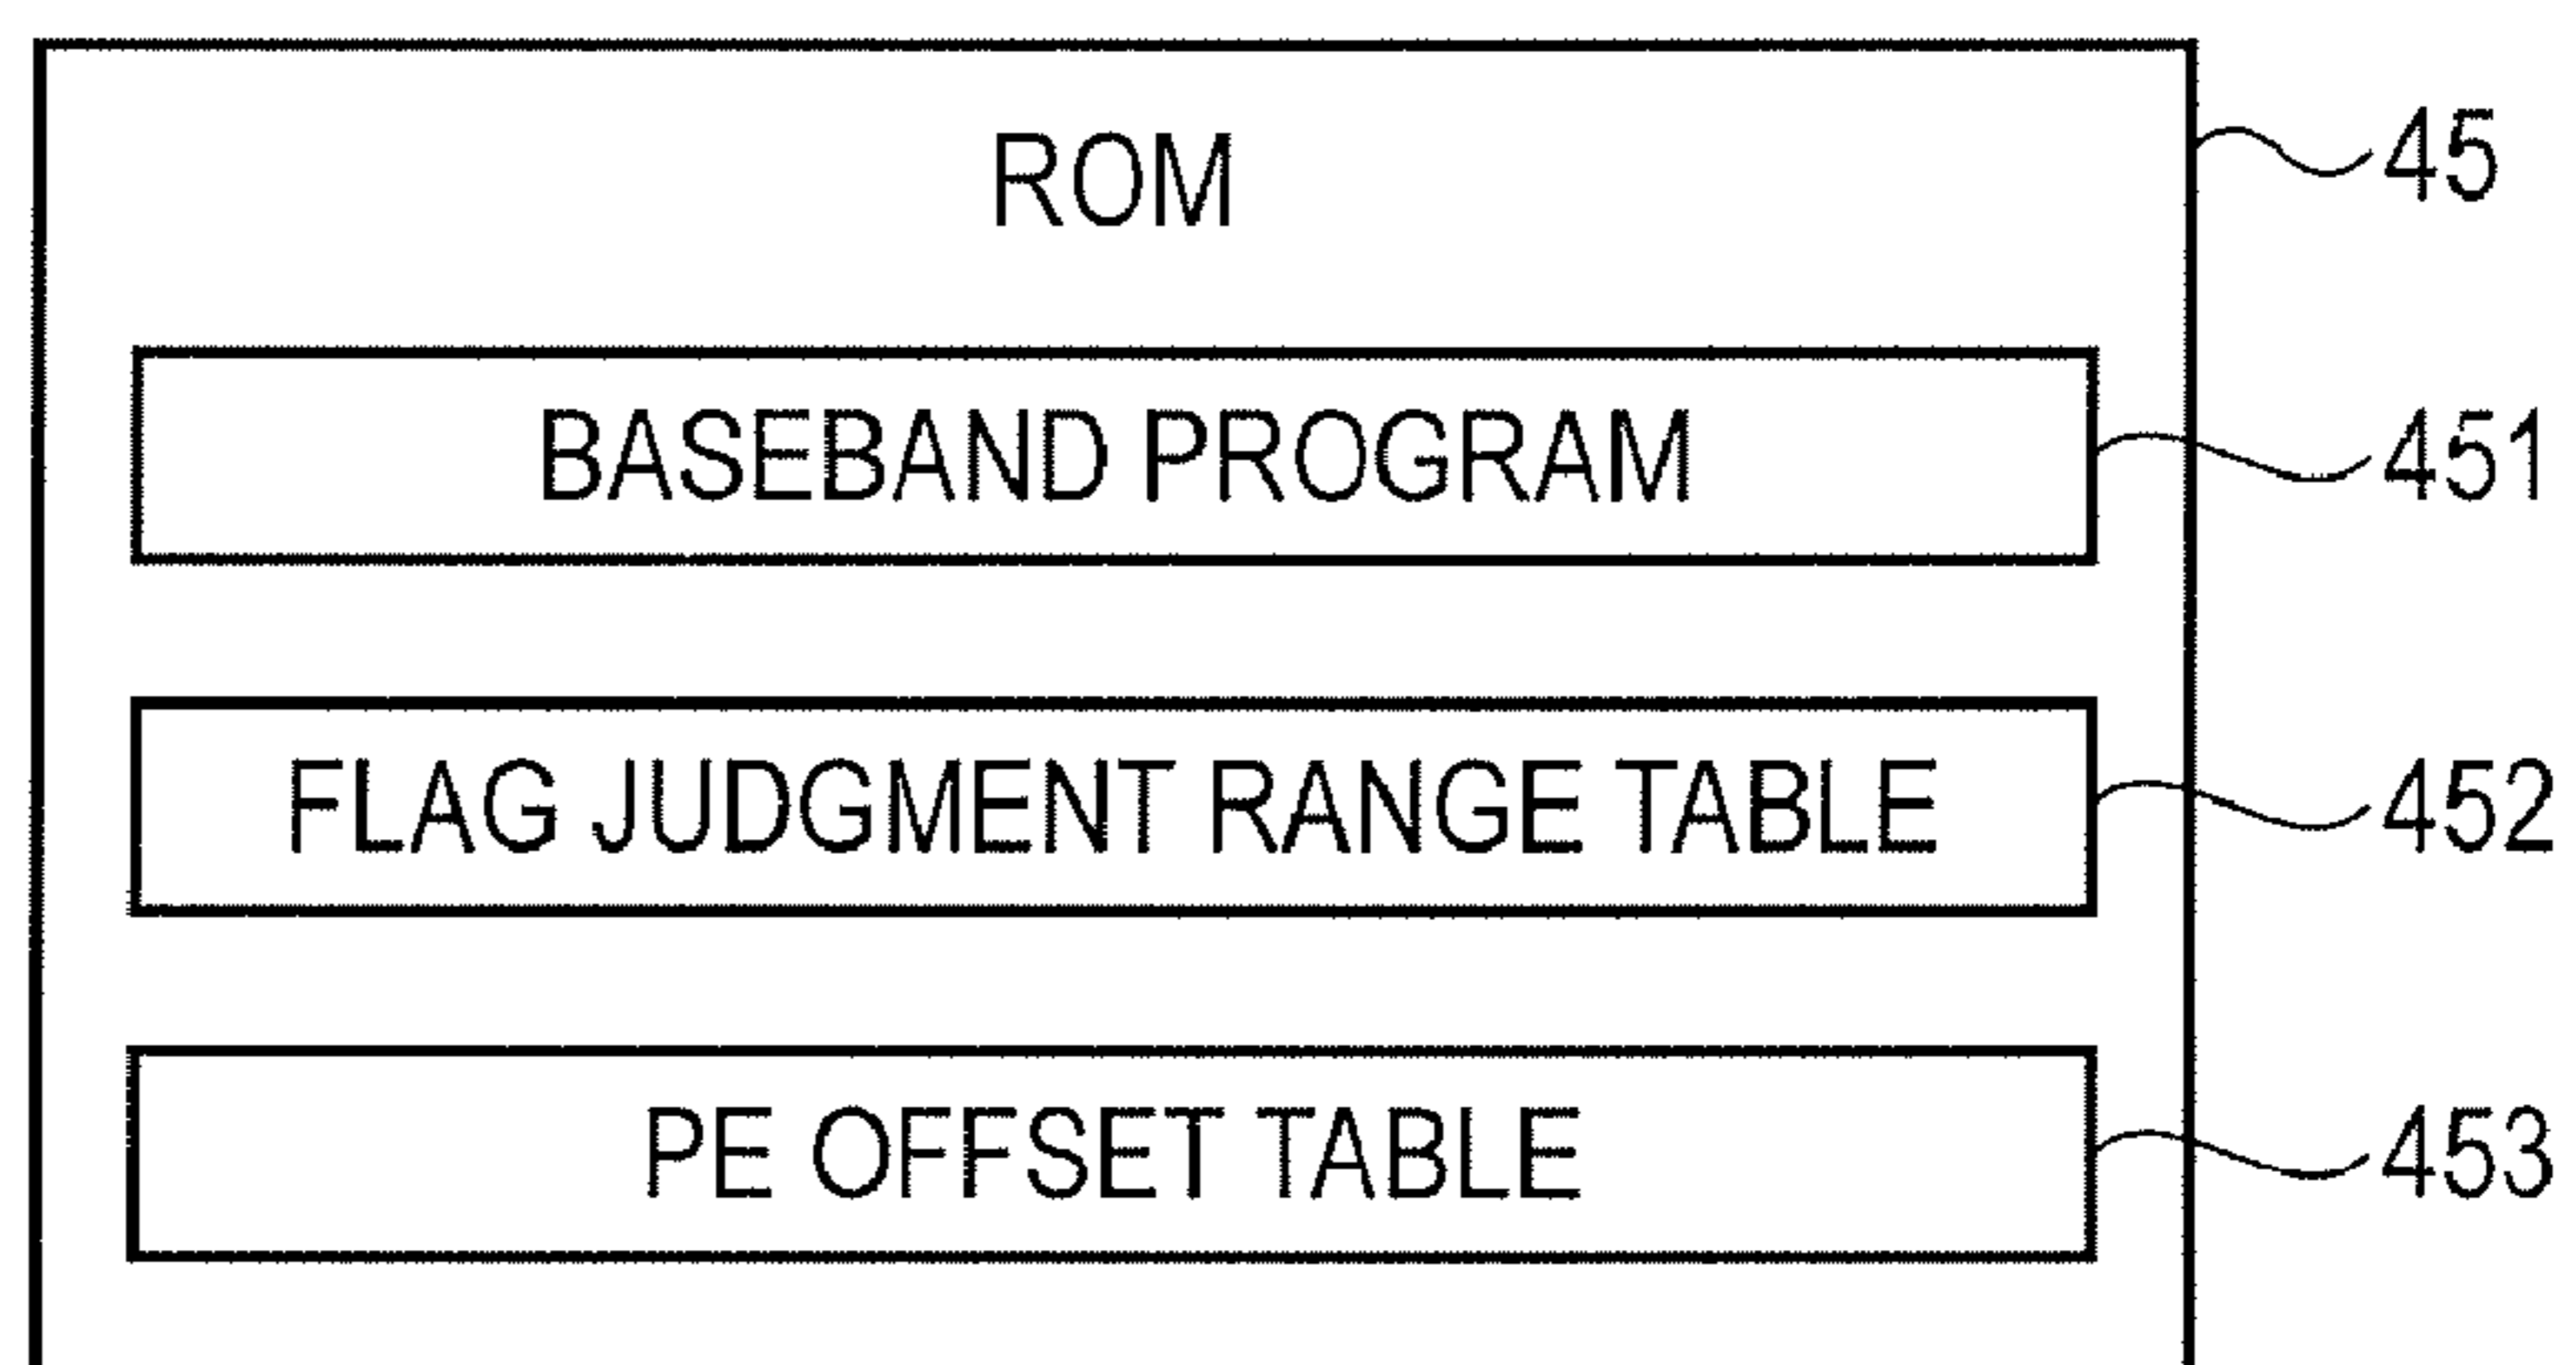 ROM
45
BASEBAND PROGRAM
451
FLAG JUDGMENT RANGE TABLE
452
PE OFFSET TABLE
453